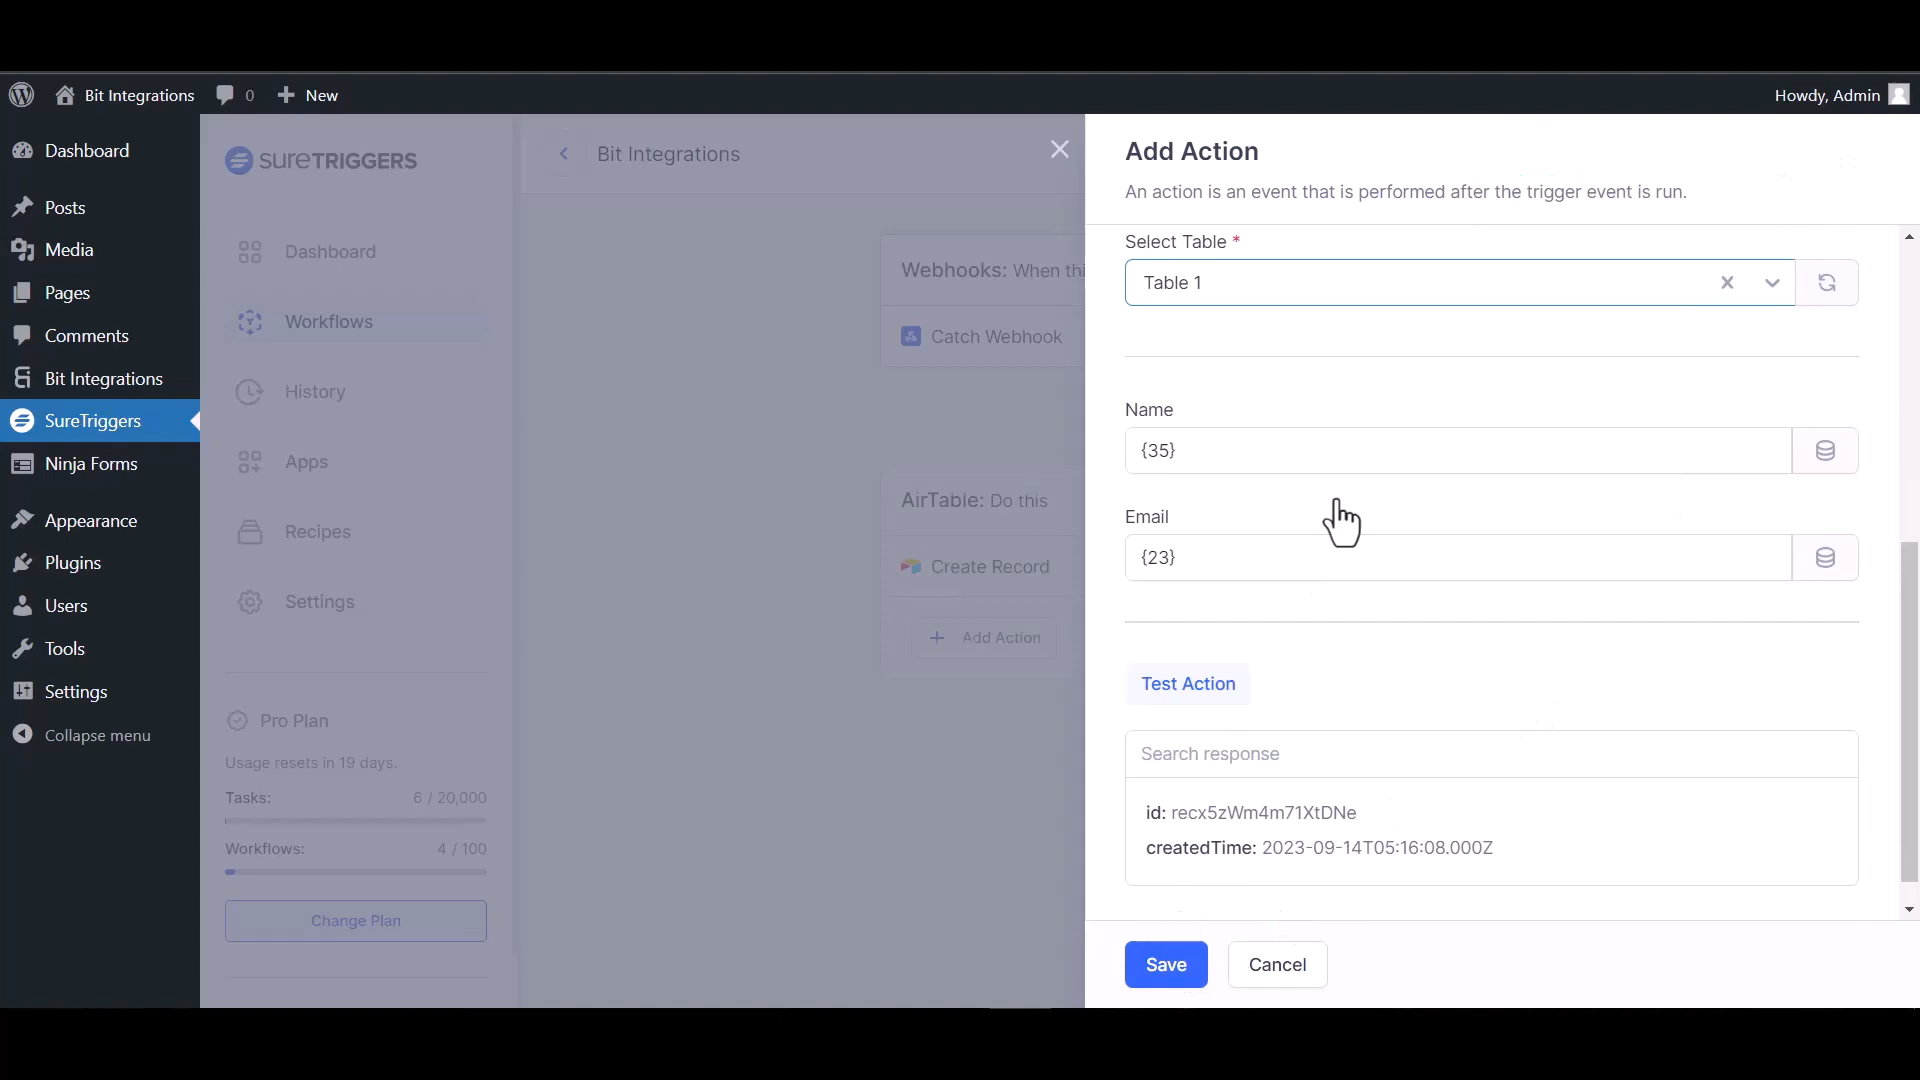 Bit Integrations
0
New
Howdy, Admin
Dashboard
Posts
Media
Pages
Comments
Bit Integrations
SureTriggers
Ninja Forms
Appearance
Plugins
Users
Tools
Settings
Collapse menu
SURETRIGGERS
Dashboard
Workflows
History
Apps
Recipes
Settings
Pro Plan
Usage resets in 19 days.
Tasks: 6 / 20,000
Workflows: 4 / 100
Change Plan
Bit Integrations
Webhooks: When thi
Catch Webhook
AirTable: Do this
Create Record
Add Action
Add Action
An action is an event that is performed after the trigger event is run.
Select Table *
Table 1
Name
{35}
Email
{23}
Test Action
Search response
id: recx5zWm4m71XtDNe
createdTime: 2023-09-14T05:16:08.000Z
Save
Cancel